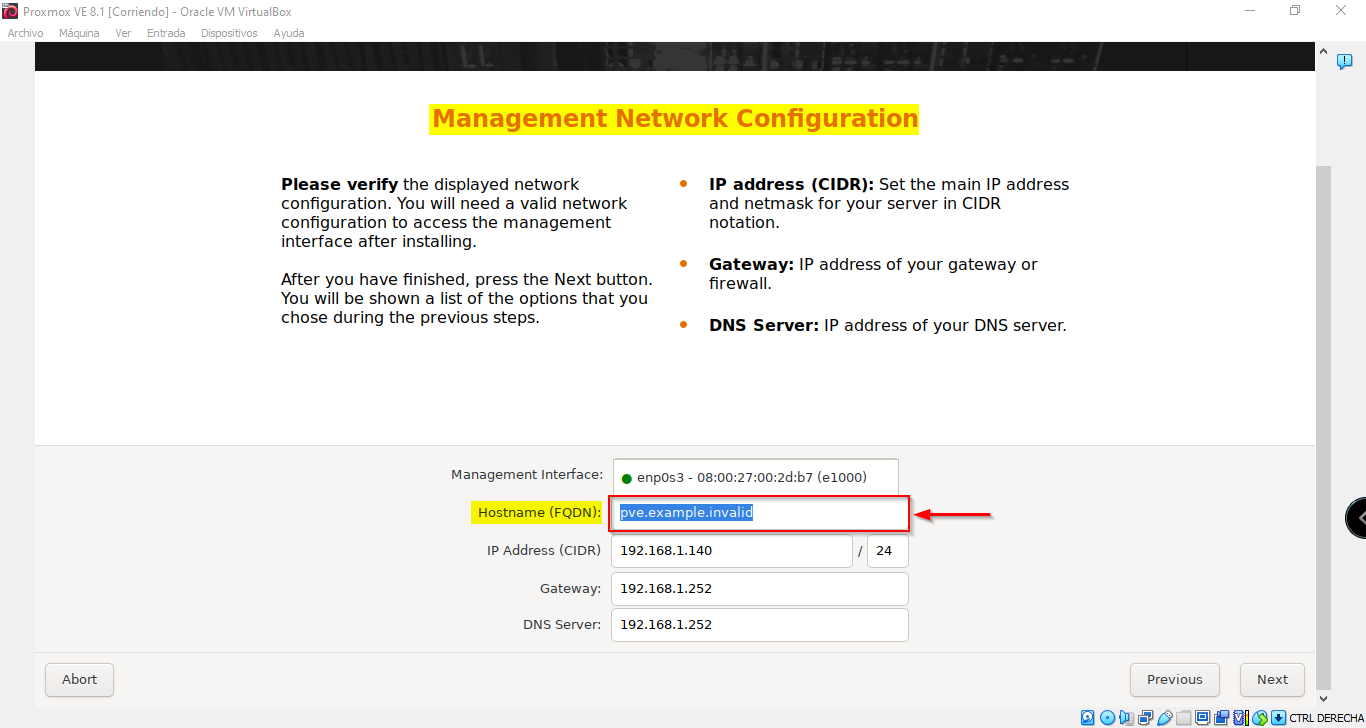 Proxmox VE 8.1 [Corriendo] - Oracle VM VirtualBox
Archivo Máquina Ver Entrada Dispositivos Ayuda
Management Network Configuration
Please verify the displayed network
configuration. You will need a valid network
configuration to access the management
interface after installing.
After you have finished, press the Next button.
You will be shown a list of the options that you
chose during the previous steps.
IP address (CIDR): Set the main IP address
and netmask for your server in CIDR
notation.
Gateway: IP address of your gateway or
firewall.
DNS Server: IP address of your DNS server.
Management Interface: enp0s3 - 08:00:27:00:2d:b7 (e1000)
Hostname (FQDN): pve.example.invalid
IP Address (CIDR) 192.168.1.140 / 24
Gateway: 192.168.1.252
DNS Server: 192.168.1.252
Abort Previous Next
CTRL DERECHA